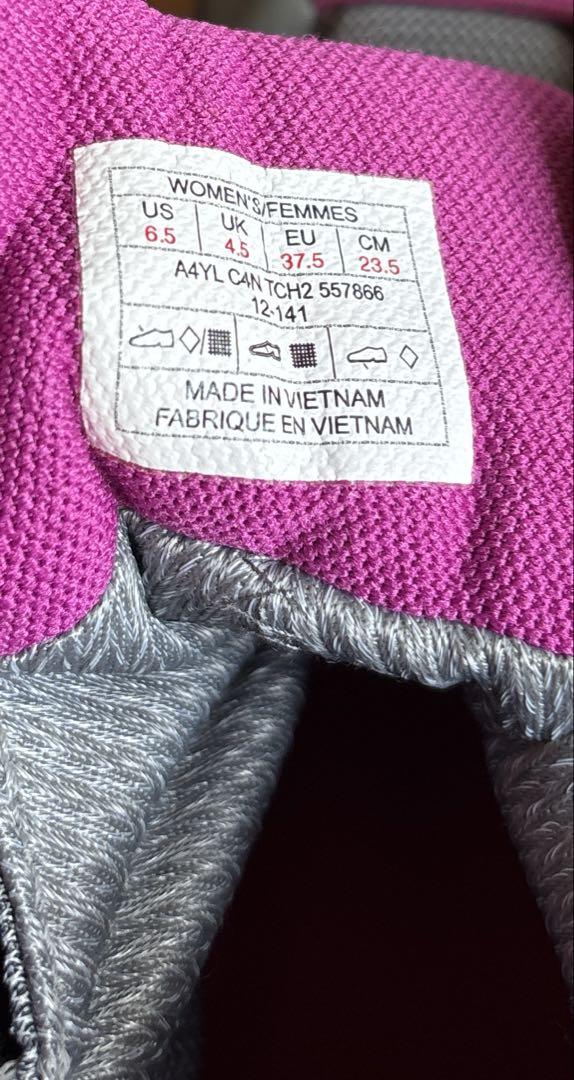 WOMEN'S/FEMMES
US UK EU CM
6.5 4.5 37.5 23.5
A4YL C4N TCH2 557866
12-141
MADE IN VIETNAM
FABRIQUE EN VIETNAM